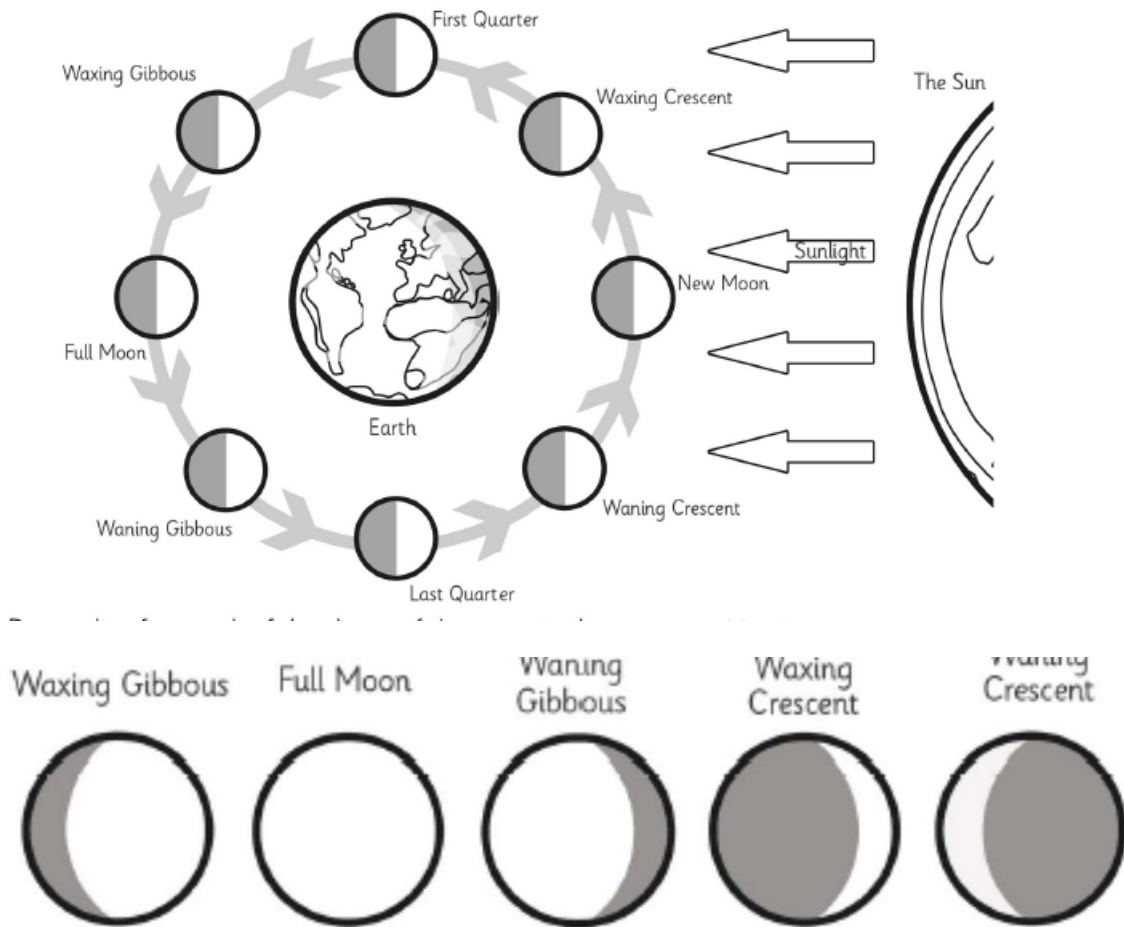 First Quarter
Waxing Gibbous
Waxing Crescent
The Sun
Sunlight
New Moon
Full Moon
Earth
Waning Gibbous
Waning Crescent
Last Quarter
Waxing Gibbous
Full Moon
Waning
Gibbous
Waxing
Crescent
Waning
Crescent